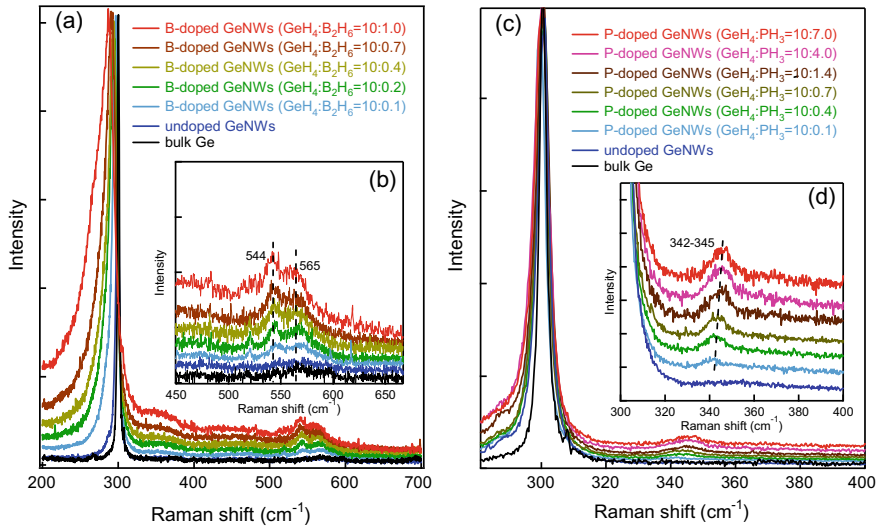 (a)
B-doped GeNWs (GeH₄:B₂H₆=10:1.0)
B-doped GeNWs (GeH₄:B₂H₆=10:0.7)
B-doped GeNWs (GeH₄:B₂H₆=10:0.4)
B-doped GeNWs (GeH₄:B₂H₆=10:0.2)
B-doped GeNWs (GeH₄:B₂H₆=10:0.1)
undoped GeNWs
bulk Ge
Intensity
200 300 400 500 600 700
Raman shift (cm⁻¹)
(b)
544
565
Intensity
450 500 550 600 650
Raman shift (cm⁻¹)
(c)
P-doped GeNWs (GeH₄:PH₃=10:7.0)
P-doped GeNWs (GeH₄:PH₃=10:4.0)
P-doped GeNWs (GeH₄:PH₃=10:1.4)
P-doped GeNWs (GeH₄:PH₃=10:0.7)
P-doped GeNWs (GeH₄:PH₃=10:0.4)
P-doped GeNWs (GeH₄:PH₃=10:0.1)
undoped GeNWs
bulk Ge
Intensity
300 320 340 360 380 400
Raman shift (cm⁻¹)
(d)
342-345
Intensity
300 320 340 360 380 400
Raman shift (cm⁻¹)